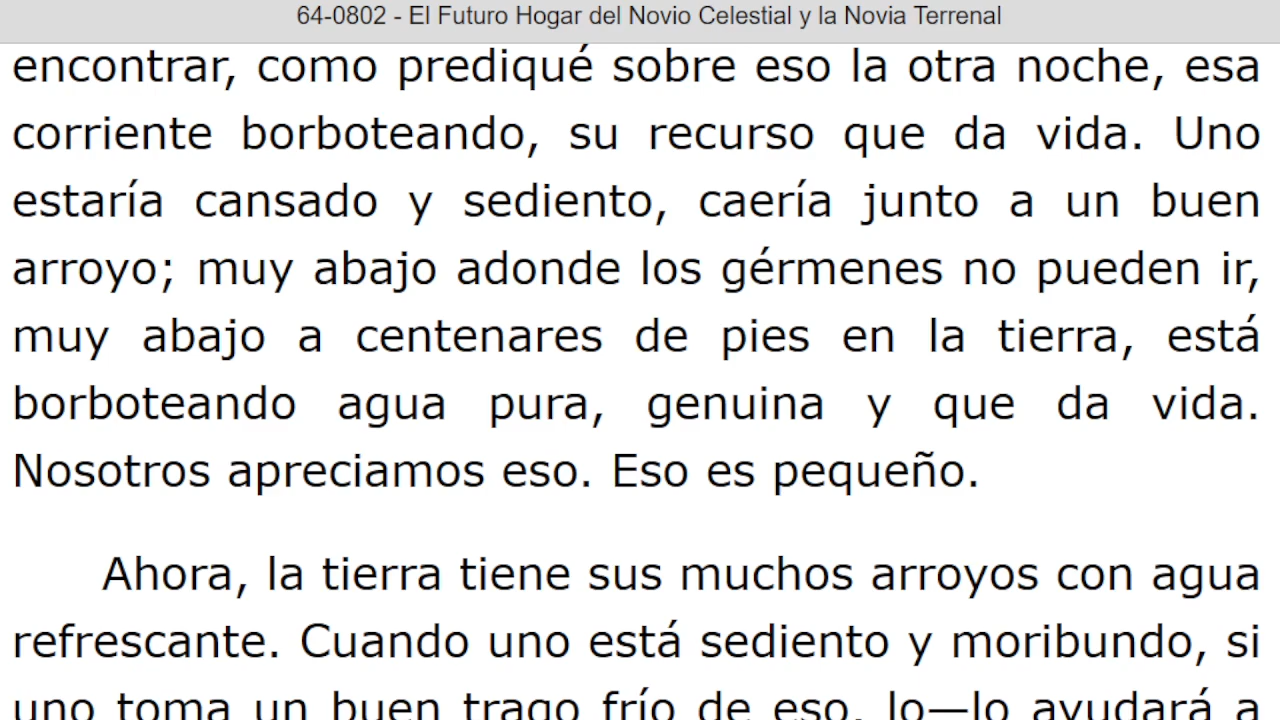 64-0802 - El Futuro Hogar del Novio Celestial y la Novia Terrenal
encontrar, como prediqué sobre eso la otra noche, esa
corriente borboteando, su recurso que da vida. Uno
estaría cansado y sediento, caería junto a un buen
arroyo; muy abajo adonde los gérmenes no pueden ir,
muy abajo a centenares de pies en la tierra, está
borboteando agua pura, genuina y que da vida.
Nosotros apreciamos eso. Eso es pequeño.
Ahora, la tierra tiene sus muchos arroyos con agua
refrescante. Cuando uno está sediento y moribundo, si
uno toma un buen trago frío de eso, lo—lo ayudará a